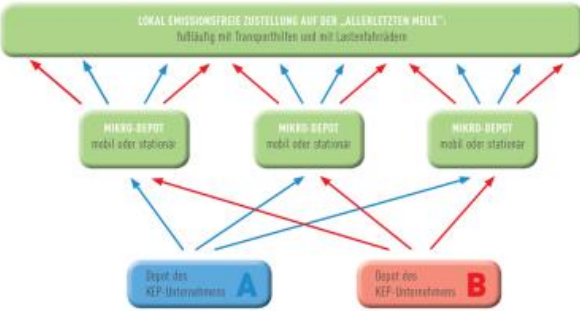 LOKAL EMISSIONSFREIE ZUSTELLUNG AUF DER „ALLERLETZTEN MEILE“:
fußläufig mit Transporthilfen und mit Lastenfahrrädern
MIKRO-DEPOT
mobil oder stationär
MIKRO-DEPOT
mobil oder stationär
MIKRO-DEPOT
mobil oder stationär
Depot des
KEP-Unternehmens A
Depot des
KEP-Unternehmens B